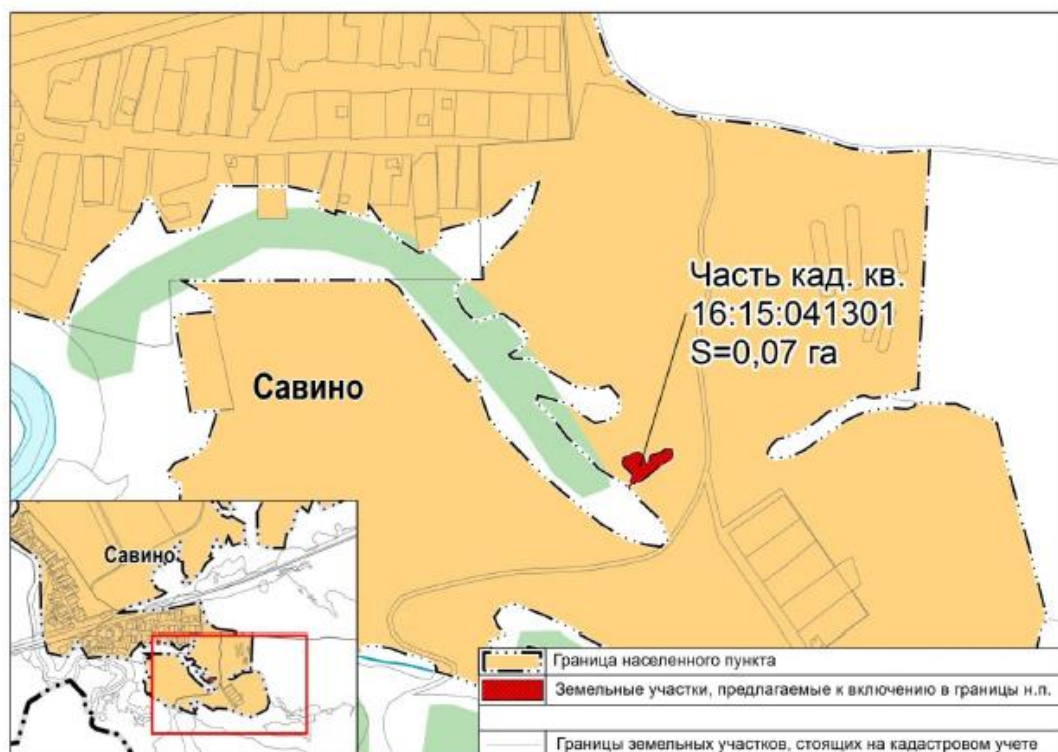 Часть кад. кв.
16:15:041301
S=0,07 га
Савино
Савино
Граница населенного пункта
Земельные участки, предлагаемые к включению в границы н.п.
Границы земельных участков, стоящих на кадастровом учете